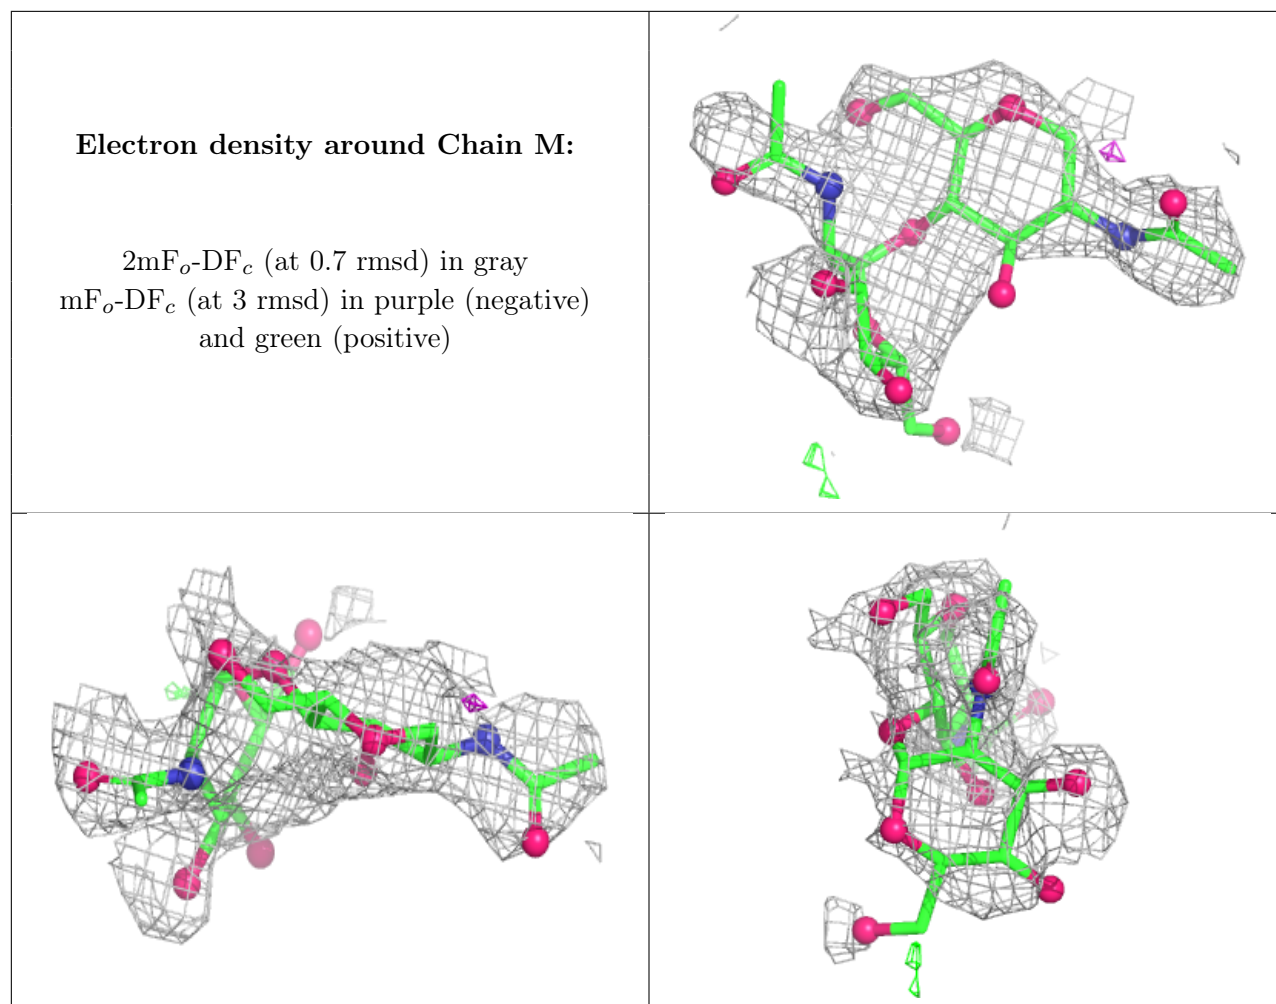 Electron density around Chain M:
2mFₒ-DF𝒸 (at 0.7 rmsd) in gray
mFₒ-DF𝒸 (at 3 rmsd) in purple (negative)
and green (positive)